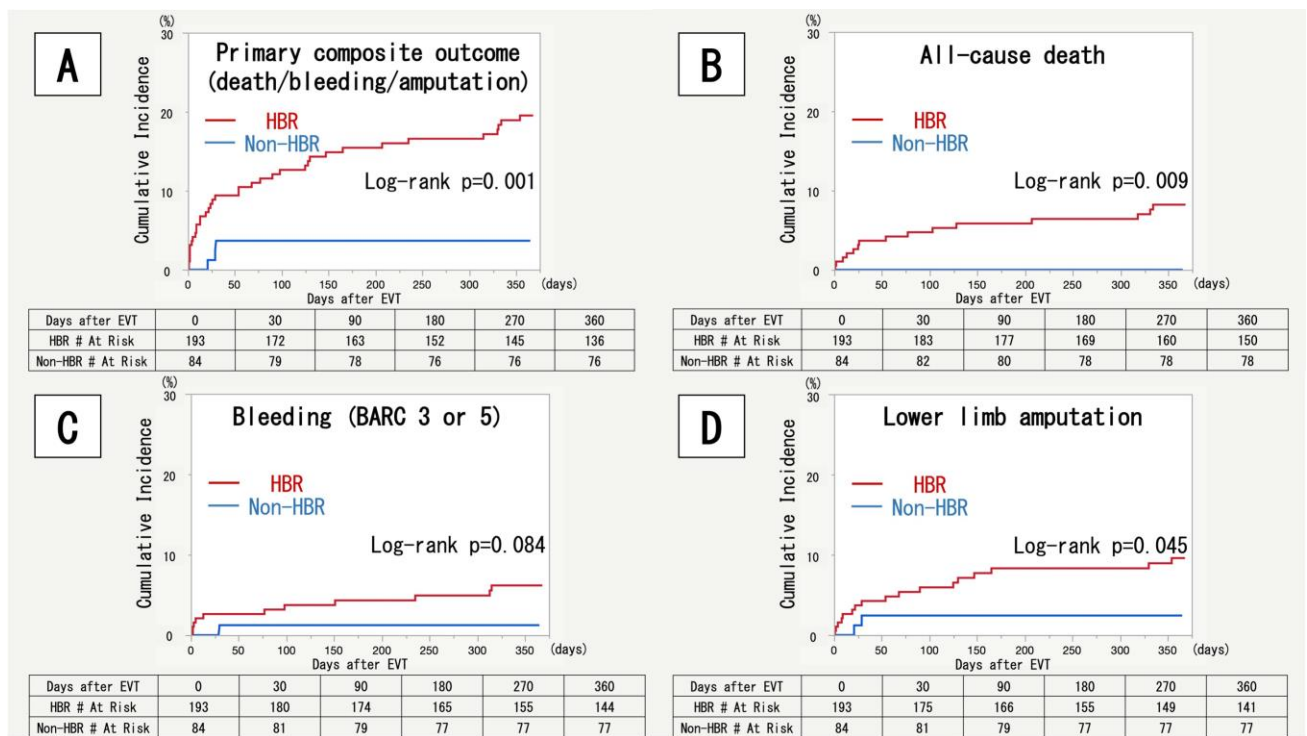 A
(%)
30
20
10
0
Cumulative Incidence
Primary composite outcome
(death/bleeding/amputation)
HBR
Non-HBR
Log-rank p=0.001
0 50 100 150 200 250 300 350 (days)
Days after EVT
Days after EVT 0 30 90 180 270 360
HBR # At Risk 193 172 163 152 145 136
Non-HBR # At Risk 84 79 78 76 76 76
B
(%)
30
20
10
0
Cumulative Incidence
All-cause death
HBR
Non-HBR
Log-rank p=0.009
0 50 100 150 200 250 300 350 (days)
Days after EVT
Days after EVT 0 30 90 180 270 360
HBR # At Risk 193 183 177 169 160 150
Non-HBR # At Risk 84 82 80 78 78 78
C
(%)
30
20
10
0
Cumulative Incidence
Bleeding (BARC 3 or 5)
HBR
Non-HBR
Log-rank p=0.084
0 50 100 150 200 250 300 350 (days)
Days after EVT
Days after EVT 0 30 90 180 270 360
HBR # At Risk 193 180 174 165 155 144
Non-HBR # At Risk 84 81 79 77 77 77
D
(%)
30
20
10
0
Cumulative Incidence
Lower limb amputation
HBR
Non-HBR
Log-rank p=0.045
0 50 100 150 200 250 300 350 (days)
Days after EVT
Days after EVT 0 30 90 180 270 360
HBR # At Risk 193 175 166 155 149 141
Non-HBR # At Risk 84 81 79 77 77 77